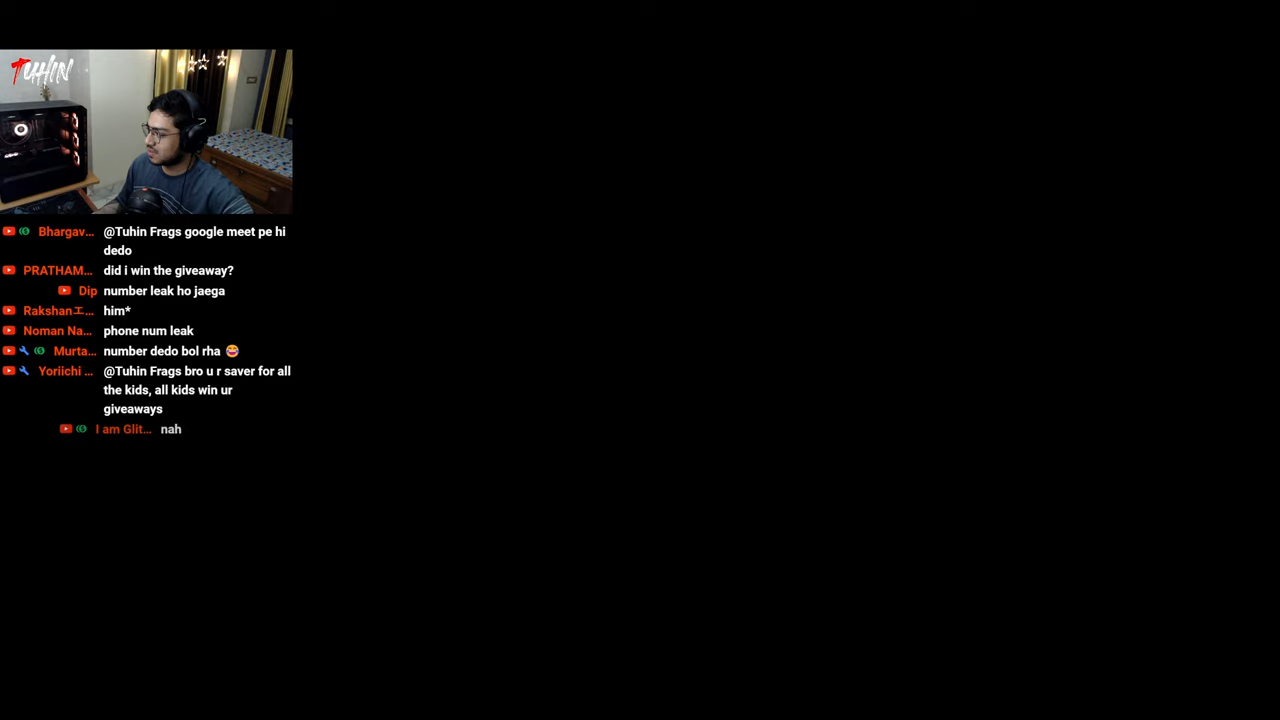 TUHIN
Bhargav... @Tuhin Frags google meet pe hi
dedo
PRATHAM... did i win the giveaway?
Dip number leak ho jaega
Rakshanエ... him*
Noman Na... phone num leak
Murta... number dedo bol rha 😂
Yoriichi ... @Tuhin Frags bro u r saver for all
the kids, all kids win ur
giveaways
I am Glit... nah